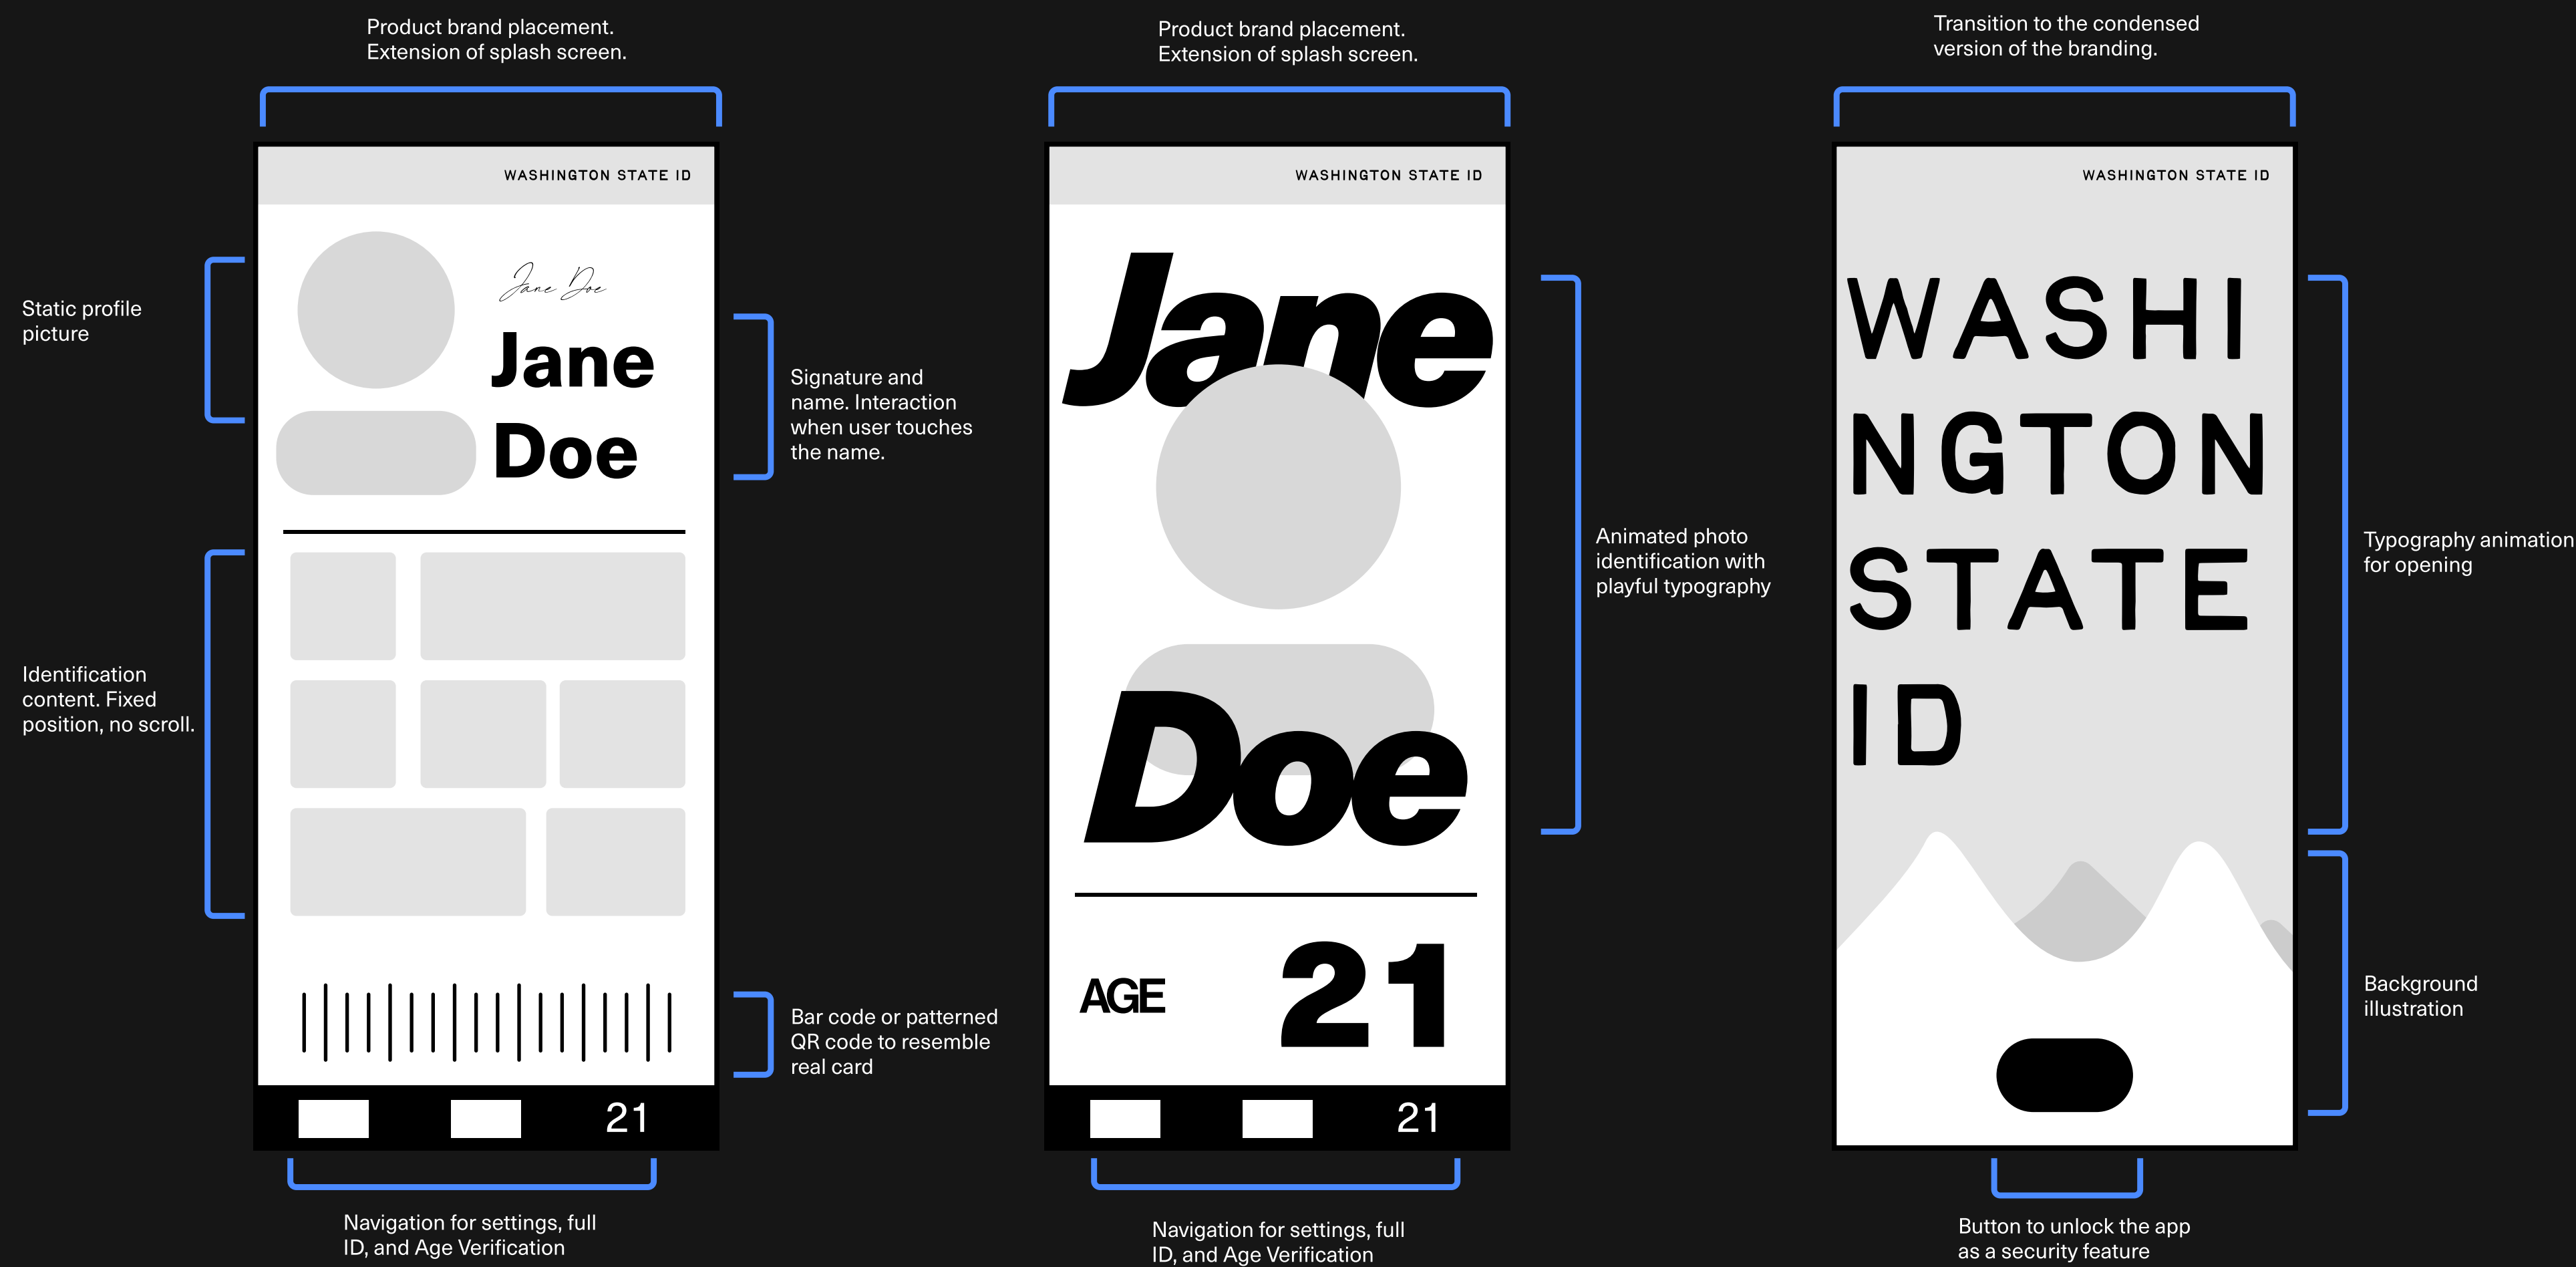 Product brand placement.
Extension of splash screen.
WASHINGTON STATE ID
Static profile
picture
Jane Doe
Jane
Doe
Signature and
name. Interaction
when user touches
the name.
Identification
content. Fixed
position, no scroll.
Bar code or patterned
QR code to resemble
real card
21
Navigation for settings, full
ID, and Age Verification
Product brand placement.
Extension of splash screen.
WASHINGTON STATE ID
Jane
Doe
Animated photo
identification with
playful typography
AGE
21
21
Navigation for settings, full
ID, and Age Verification
Transition to the condensed
version of the branding.
WASHINGTON STATE ID
WASHI
NGTON
STATE
ID
Typography animation
for opening
Background
illustration
Button to unlock the app
as a security feature